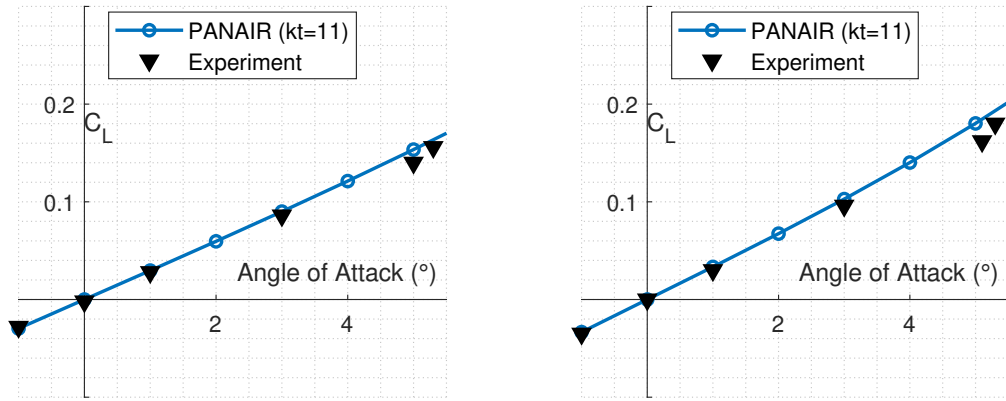 PANAIR (kt=11)
Experiment
0.2
C_L
0.1
Angle of Attack (°)
2
4
PANAIR (kt=11)
Experiment
0.2
C_L
0.1
Angle of Attack (°)
2
4